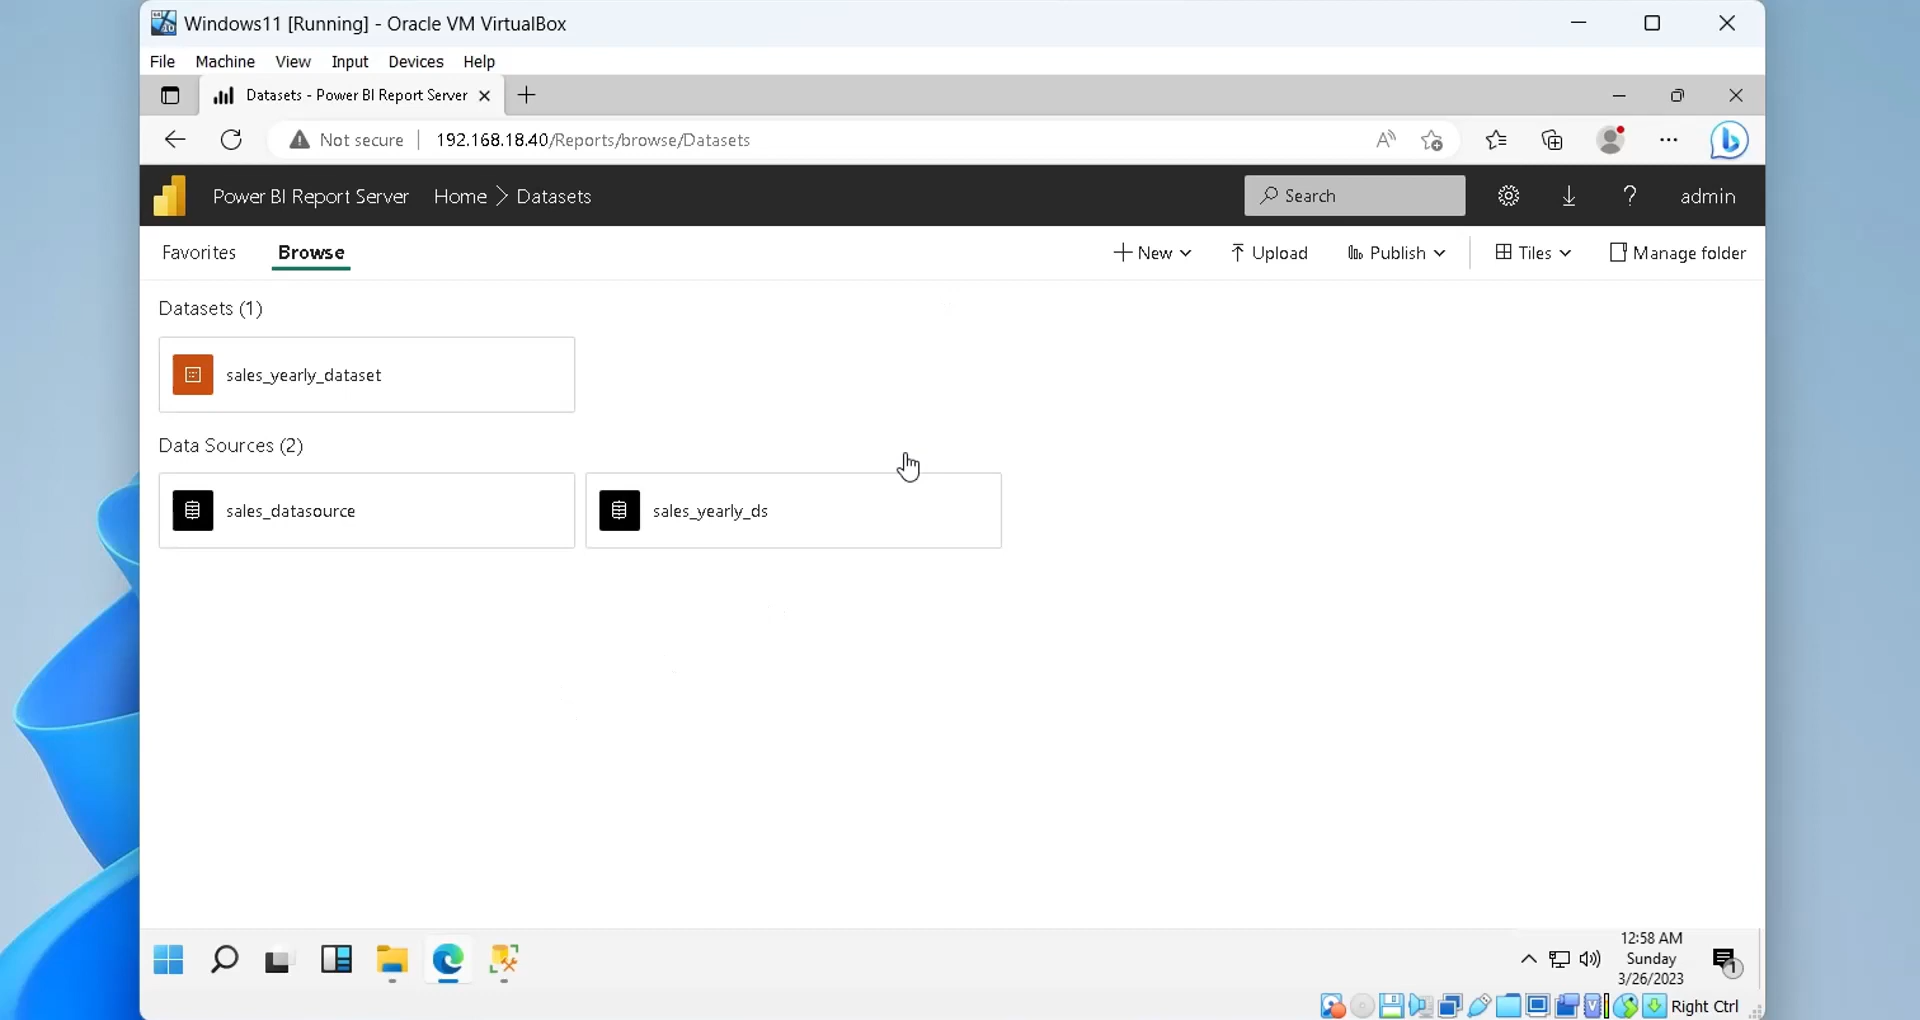 Windows11 [Running] - Oracle VM VirtualBox
File Machine View Input Devices Help
Datasets - Power BI Report Server
Not secure 192.168.18.40/Reports/browse/Datasets
Power BI Report Server Home > Datasets Search ? admin
Favorites Browse + New Upload Publish Tiles Manage folder
Datasets (1)
sales_yearly_dataset
Data Sources (2)
sales_datasource sales_yearly_ds
12:58 AM
Sunday
3/26/2023
1
Right Ctrl